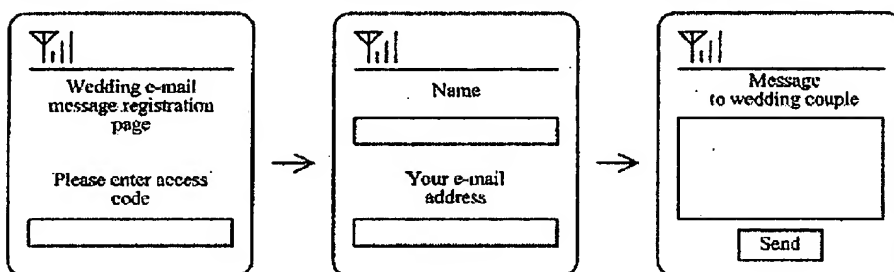 Wedding e-mail
message registration
page
Please enter access
code
Name
Your e-mail
address
Message
to wedding couple
Send